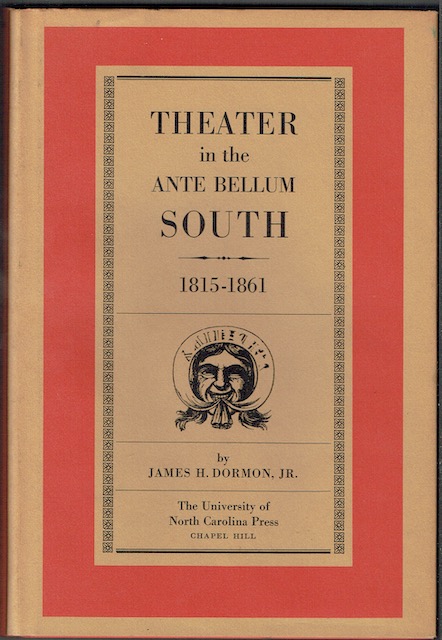 THEATER
in the
ANTE BELLUM
SOUTH
1815-1861
by
JAMES H. DORMON, JR.
The University of
North Carolina Press
CHAPEL HILL